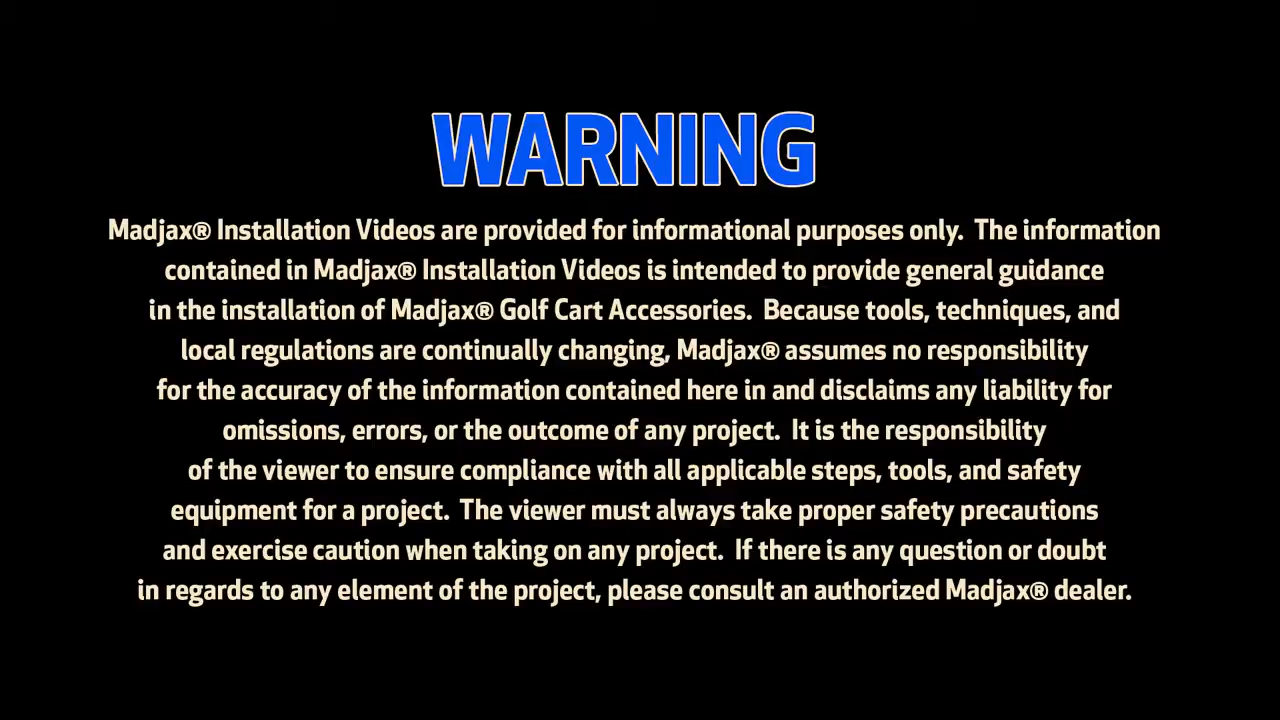 WARNING
Madjax® Installation Videos are provided for informational purposes only.  The information
contained in Madjax® Installation Videos is intended to provide general guidance
in the installation of Madjax® Golf Cart Accessories.  Because tools, techniques, and
local regulations are continually changing, Madjax® assumes no responsibility
for the accuracy of the information contained here in and disclaims any liability for
omissions, errors, or the outcome of any project.  It is the responsibility
of the viewer to ensure compliance with all applicable steps, tools, and safety
equipment for a project.  The viewer must always take proper safety precautions
and exercise caution when taking on any project.  If there is any question or doubt
in regards to any element of the project, please consult an authorized Madjax® dealer.